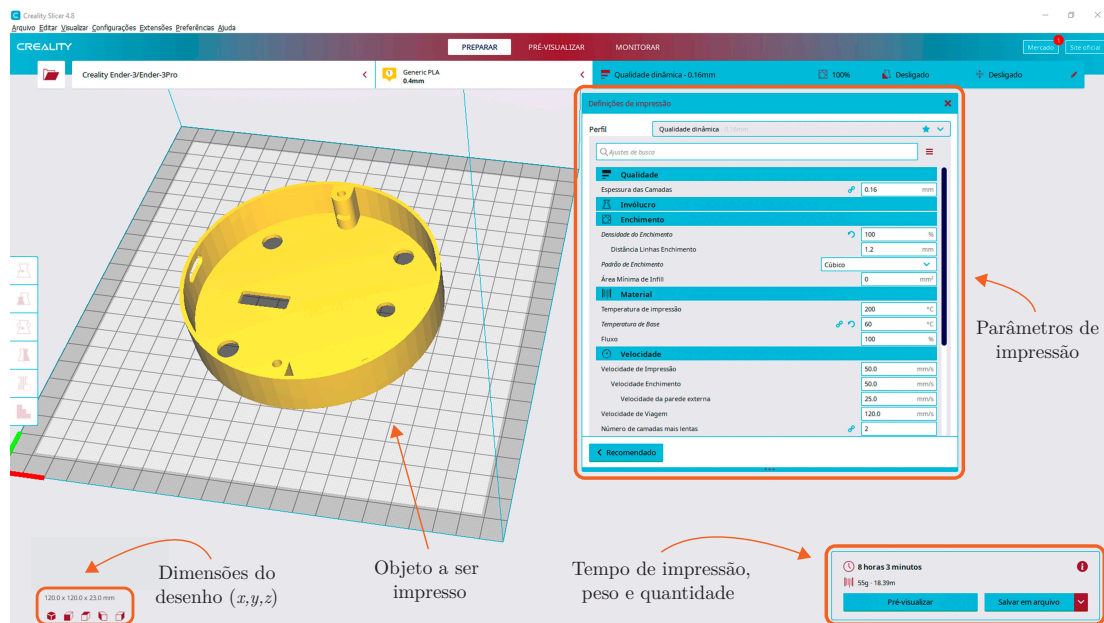 Creality Slicer 4.8
Arquivo Editar Visualizar Configurações Extensões Preferências Ajuda
CREALITY
PREPARAR
PRÉ-VISUALIZAR
MONITORAR
Mercado
1
Site oficial
Creality Ender-3/Ender-3Pro
1
Generic PLA
0.4mm
Qualidade dinâmica - 0.16mm
100%
Desligado
Desligado
Definições de impressão
Perfil
Qualidade dinâmica - 0.16mm
Ajustes de busca
Qualidade
Espessura das Camadas 0.16 mm
Invólucro
Enchimento
Densidade do Enchimento 100 %
Distância Linhas Enchimento 1.2 mm
Padrão de Enchimento Cúbico
Área Mínima de Infill 0 mm²
Material
Temperatura de impressão 200 °C
Temperatura de Base 60 °C
Fluxo 100 %
Velocidade
Velocidade de Impressão 50.0 mm/s
Velocidade Enchimento 50.0 mm/s
Velocidade da parede externa 25.0 mm/s
Velocidade de Viagem 120.0 mm/s
Número de camadas mais lentas 2
Recomendado
Parâmetros de
impressão
Dimensões do
desenho (x,y,z)
Objeto a ser
impresso
Tempo de impressão,
peso e quantidade
120.0 x 120.0 x 23.0 mm
8 horas 3 minutos
55g · 18.39m
Pré-visualizar
Salvar em arquivo